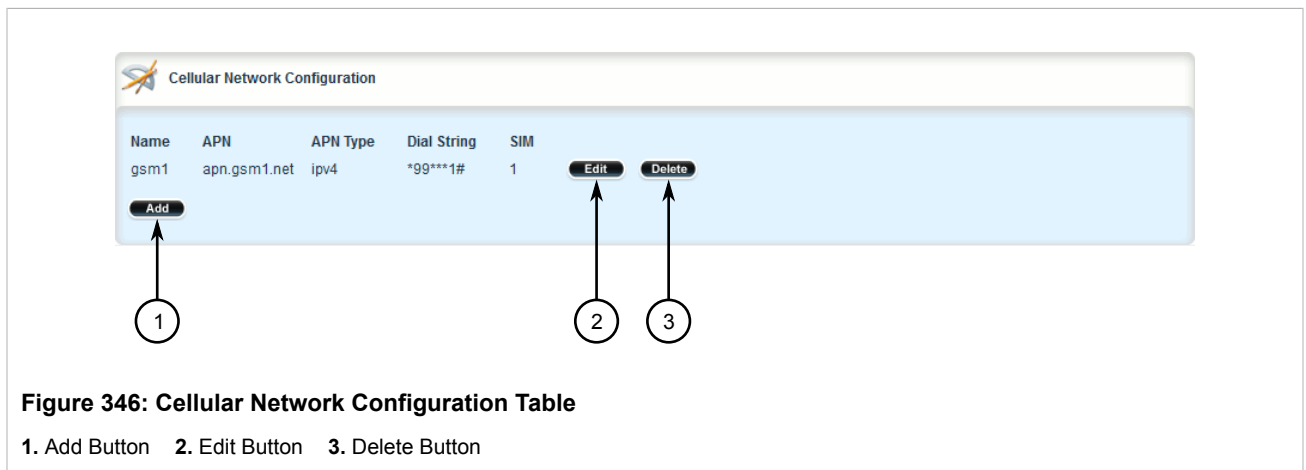 Cellular Network Configuration
Name APN APN Type Dial String SIM
gsm1 apn.gsm1.net ipv4 *99***1# 1 Edit Delete
Add
1 2 3
Figure 346: Cellular Network Configuration Table
1. Add Button 2. Edit Button 3. Delete Button